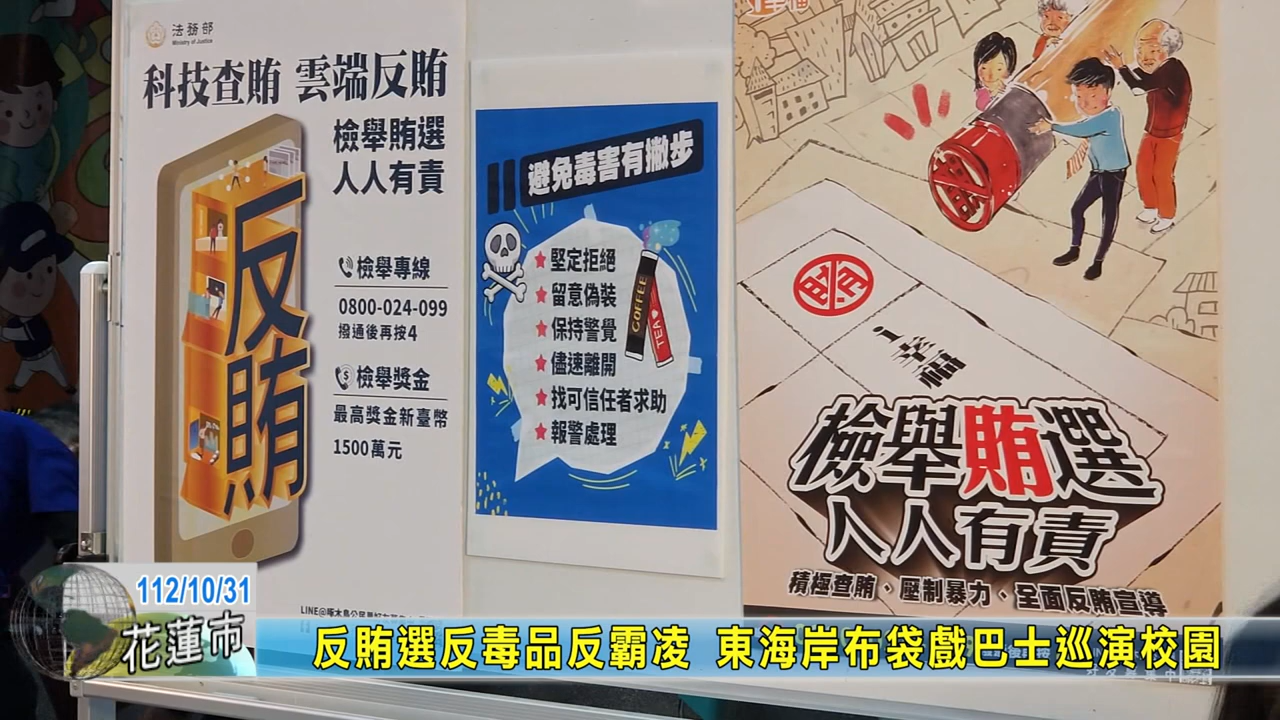 法務部
Ministry of Justice
科技查賄 雲端反賄
檢舉賄選
人人有責
反賄
檢舉專線
0800-024-099
撥通後再按4
檢舉獎金
最高獎金新臺幣
1500萬元
避免毒害有撇步
堅定拒絕
留意偽裝
保持警覺
儘速離開
找可信任者求助
報警處理
COFFEE
TEA
檢舉賄選
人人有責
積極查賄、壓制暴力、全面反賄宣導
112/10/31
花蓮市
反賄選反毒品反霸凌 東海岸布袋戲巴士巡演校園